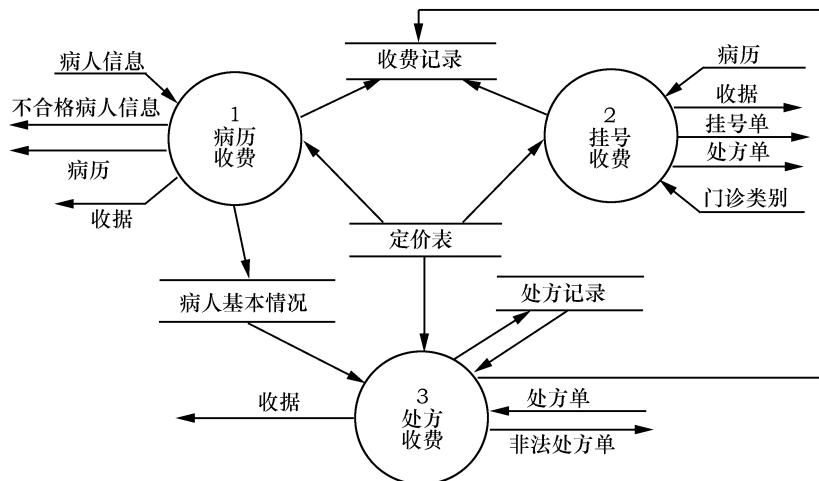 收费记录
病人信息
不合格病人信息
病历
收据
1
病历
收费
2
挂号
收费
病历
收据
挂号单
处方单
门诊类别
定价表
病人基本情况
处方记录
3
处方
收费
收据
处方单
非法处方单